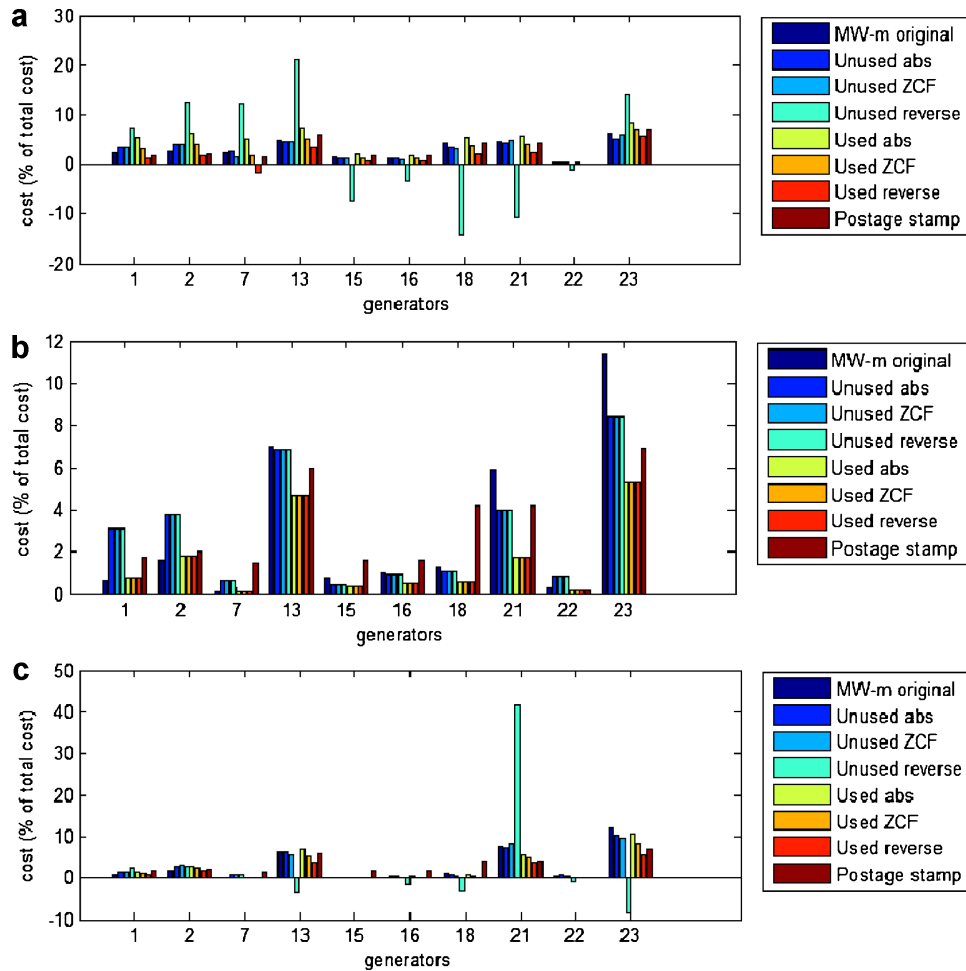 a
30
20
10
0
-10
-20
cost (% of total cost)
1 2 7 13 15 16 18 21 22 23
generators
MW-m original
Unused abs
Unused ZCF
Unused reverse
Used abs
Used ZCF
Used reverse
Postage stamp
b
12
10
8
6
4
2
0
cost (% of total cost)
1 2 7 13 15 16 18 21 22 23
generators
MW-m original
Unused abs
Unused ZCF
Unused reverse
Used abs
Used ZCF
Used reverse
Postage stamp
c
50
40
30
20
10
0
-10
cost (% of total cost)
1 2 7 13 15 16 18 21 22 23
generators
MW-m original
Unused abs
Unused ZCF
Unused reverse
Used abs
Used ZCF
Used reverse
Postage stamp